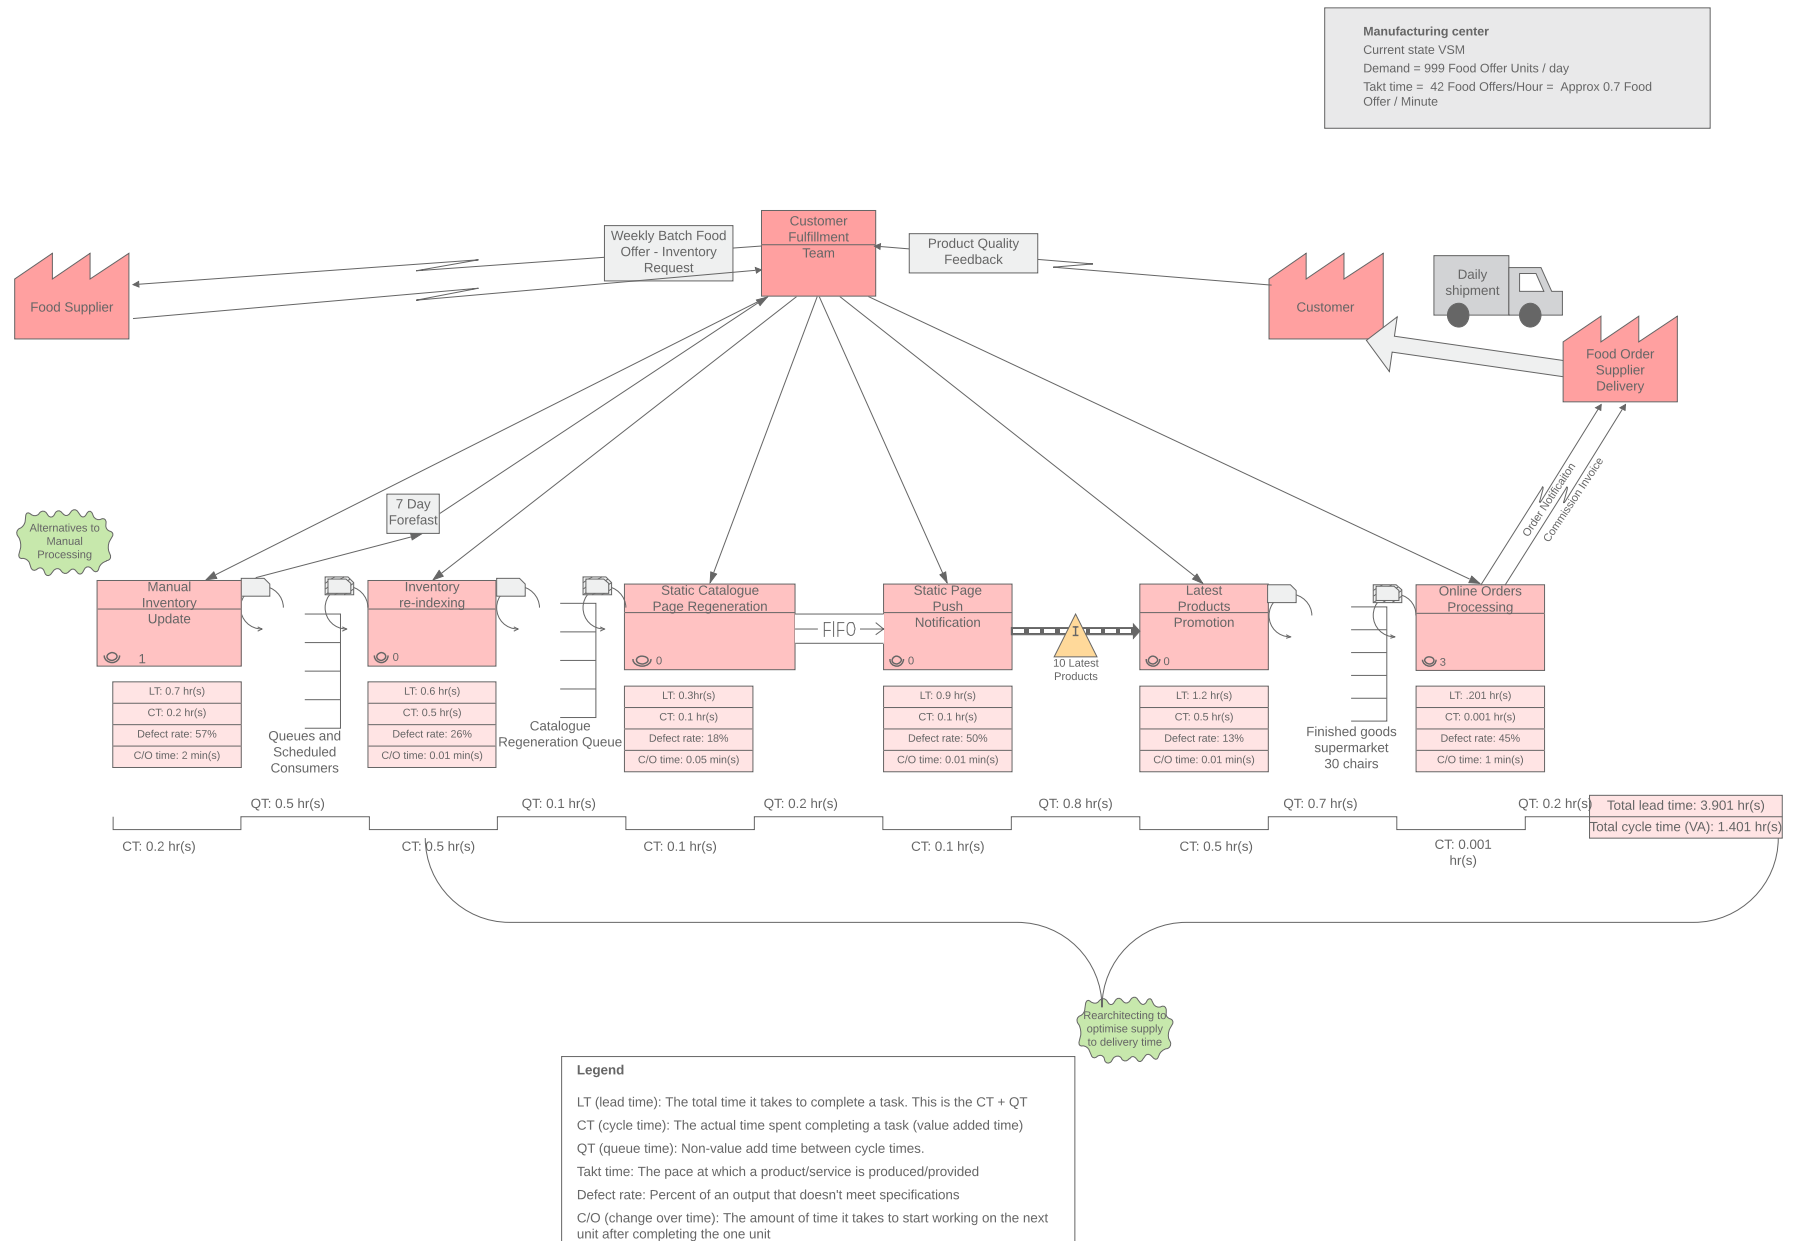 Manufacturing center
Current state VSM
Demand = 999 Food Offer Units / day
Takt time =  42 Food Offers/Hour =  Approx 0.7 Food
Offer / Minute
Customer
Fulfillment
Team
Weekly Batch Food
Offer - Inventory
Request
Product Quality
Feedback
Food Supplier
Customer
Daily
shipment
Food Order
Supplier
Delivery
Order Notificaiton
Commission Invoice
7 Day
Forefast
Alternatives to
Manual
Processing
Manual
Inventory
Update
1
Inventory
re-indexing
0
Static Catalogue
Page Regeneration
0
FIFO
Static Page
Push
Notification
0
I
10 Latest
Products
Latest
Products
Promotion
0
Online Orders
Processing
3
LT: 0.7 hr(s)
CT: 0.2 hr(s)
Defect rate: 57%
C/O time: 2 min(s)
Queues and
Scheduled
Consumers
LT: 0.6 hr(s)
CT: 0.5 hr(s)
Defect rate: 26%
C/O time: 0.01 min(s)
Catalogue
Regeneration Queue
LT: 0.3hr(s)
CT: 0.1 hr(s)
Defect rate: 18%
C/O time: 0.05 min(s)
LT: 0.9 hr(s)
CT: 0.1 hr(s)
Defect rate: 50%
C/O time: 0.01 min(s)
LT: 1.2 hr(s)
CT: 0.5 hr(s)
Defect rate: 13%
C/O time: 0.01 min(s)
Finished goods
supermarket
30 chairs
LT: .201 hr(s)
CT: 0.001 hr(s)
Defect rate: 45%
C/O time: 1 min(s)
QT: 0.5 hr(s)
QT: 0.1 hr(s)
QT: 0.2 hr(s)
QT: 0.8 hr(s)
QT: 0.7 hr(s)
QT: 0.2 hr(s)
Total lead time: 3.901 hr(s)
Total cycle time (VA): 1.401 hr(s)
CT: 0.2 hr(s)
CT: 0.5 hr(s)
CT: 0.1 hr(s)
CT: 0.1 hr(s)
CT: 0.5 hr(s)
CT: 0.001
hr(s)
Rearchitecting to
optimise supply
to delivery time
Legend
LT (lead time): The total time it takes to complete a task. This is the CT + QT
CT (cycle time): The actual time spent completing a task (value added time)
QT (queue time): Non-value add time between cycle times.
Takt time: The pace at which a product/service is produced/provided
Defect rate: Percent of an output that doesn't meet specifications
C/O (change over time): The amount of time it takes to start working on the next
unit after completing the one unit